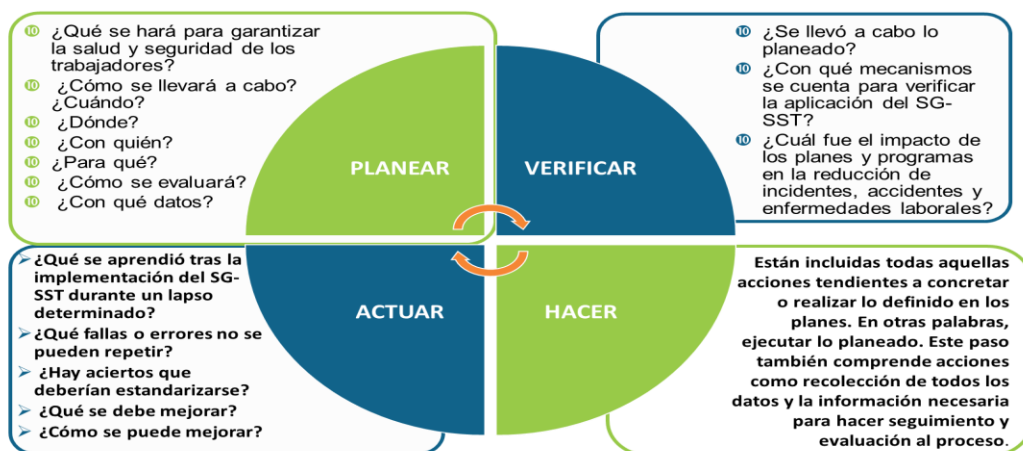 ⓾ ¿Qué se hará para garantizar
la salud y seguridad de los
trabajadores?
⓾ ¿Cómo se llevará a cabo?
¿Cuándo?
⓾ ¿Dónde?
⓾ ¿Con quién?
⓾ ¿Para qué?
⓾ ¿Cómo se evaluará?
⓾ ¿Con qué datos?
PLANEAR
VERIFICAR
⓾ ¿Se llevó a cabo lo
planeado?
⓾ ¿Con qué mecanismos
se cuenta para verificar
la aplicación del SG-
SST?
⓾ ¿Cuál fue el impacto de
los planes y programas
en la reducción de
incidentes, accidentes y
enfermedades laborales?
➢ ¿Qué se aprendió tras la
implementación del SG-
SST durante un lapso
determinado?
➢ ¿Qué fallas o errores no se
pueden repetir?
➢ ¿Hay aciertos que
deberían estandarizarse?
➢ ¿Qué se debe mejorar?
➢ ¿Cómo se puede mejorar?
ACTUAR
HACER
Están incluidas todas aquellas
acciones tendientes a concretar
o realizar lo definido en los
planes. En otras palabras,
ejecutar lo planeado. Este paso
también comprende acciones
como recolección de todos los
datos y la información necesaria
para hacer seguimiento y
evaluación al proceso.